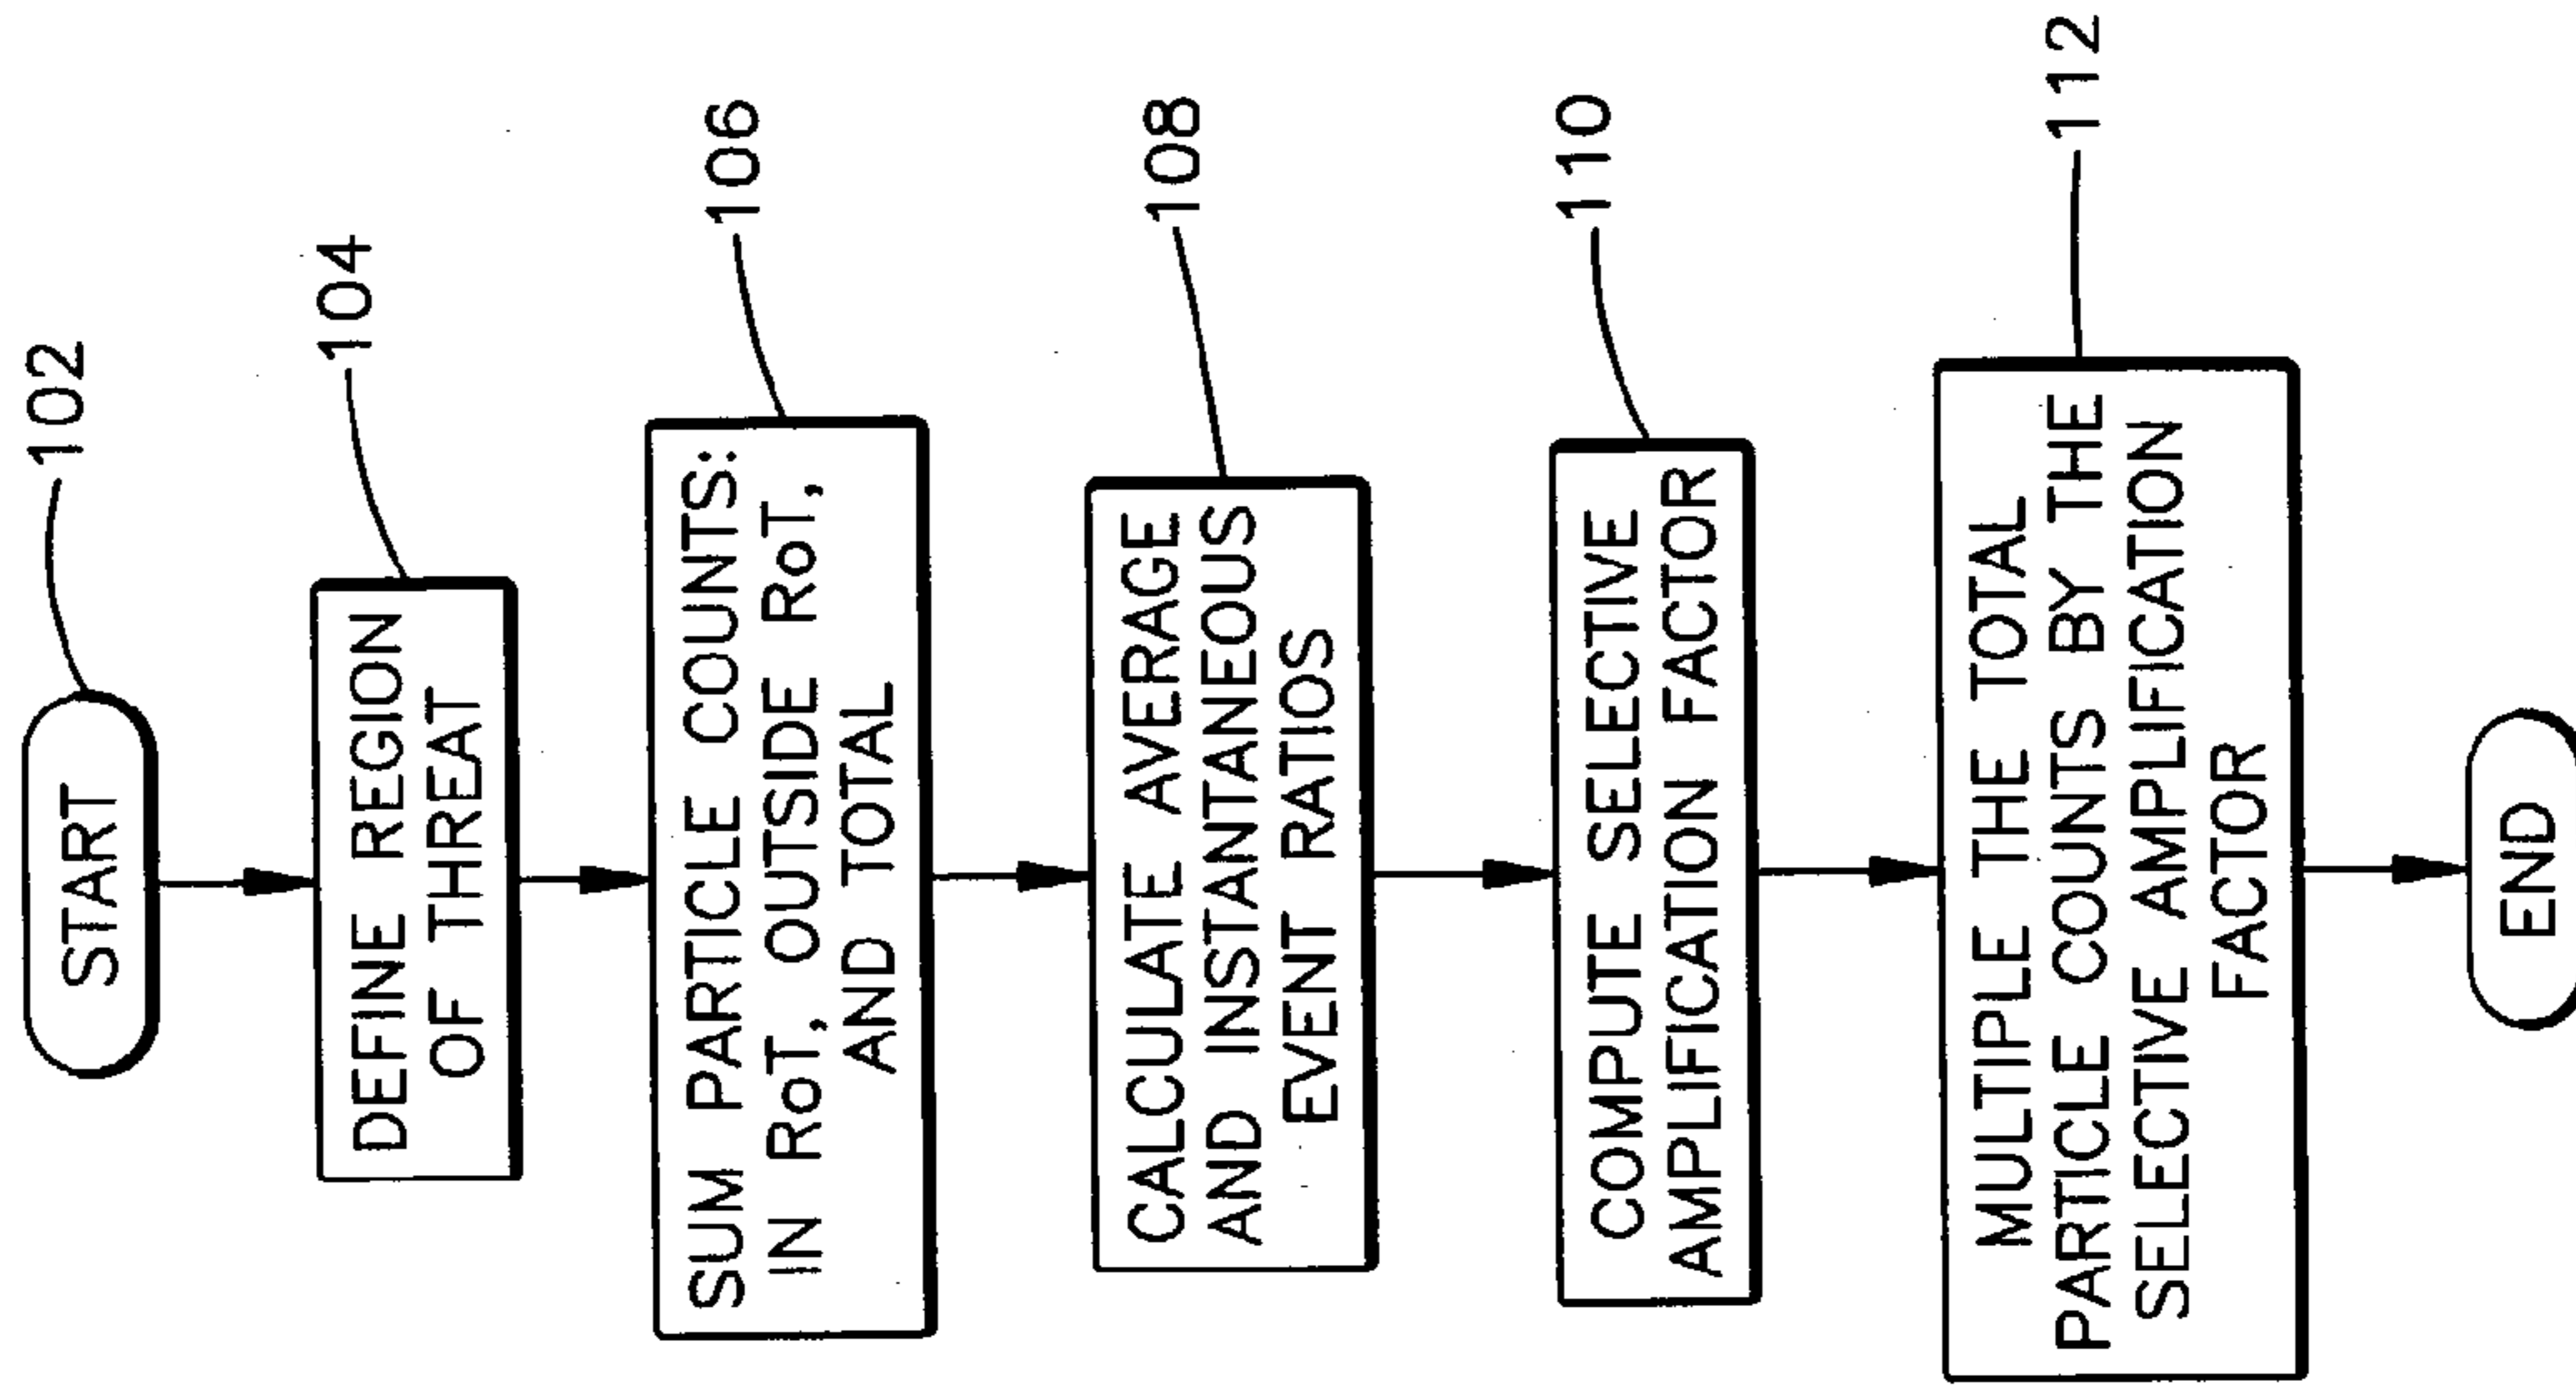 START
102
DEFINE REGION
OF THREAT
104
SUM PARTICLE COUNTS:
IN RoT, OUTSIDE RoT,
AND TOTAL
106
CALCULATE AVERAGE
AND INSTANTANEOUS
EVENT RATIOS
108
COMPUTE SELECTIVE
AMPLIFICATION FACTOR
110
MULTIPLE THE TOTAL
PARTICLE COUNTS BY THE
SELECTIVE AMPLIFICATION
FACTOR
112
END